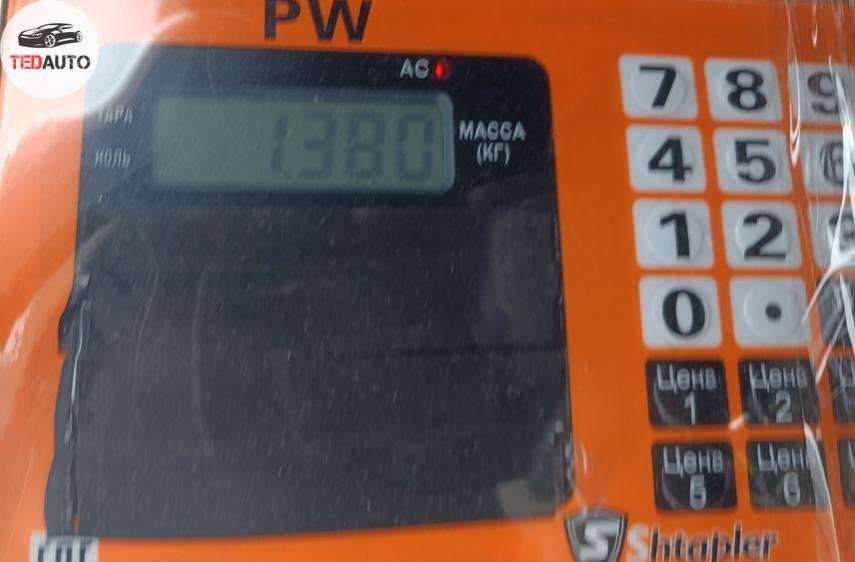 PW
TEDAUTO
AC
ТАРА
1.380
МАССА
(КГ)
НОЛЬ
7 8 9
4 5 6
1 2
0 .
Цена 1
Цена 2
Цена 5
Цена 6
Shtapler